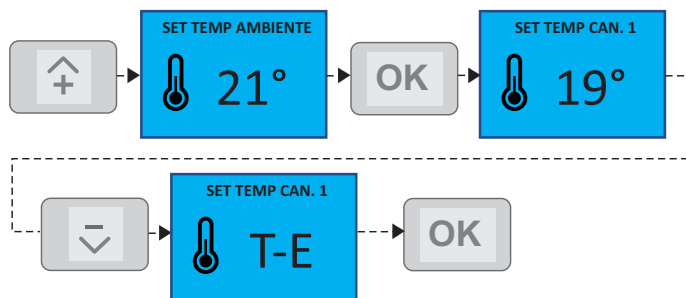 SET TEMP AMBIENTE
21°
+
OK
SET TEMP CAN. 1
19°
-
SET TEMP CAN. 1
T-E
OK